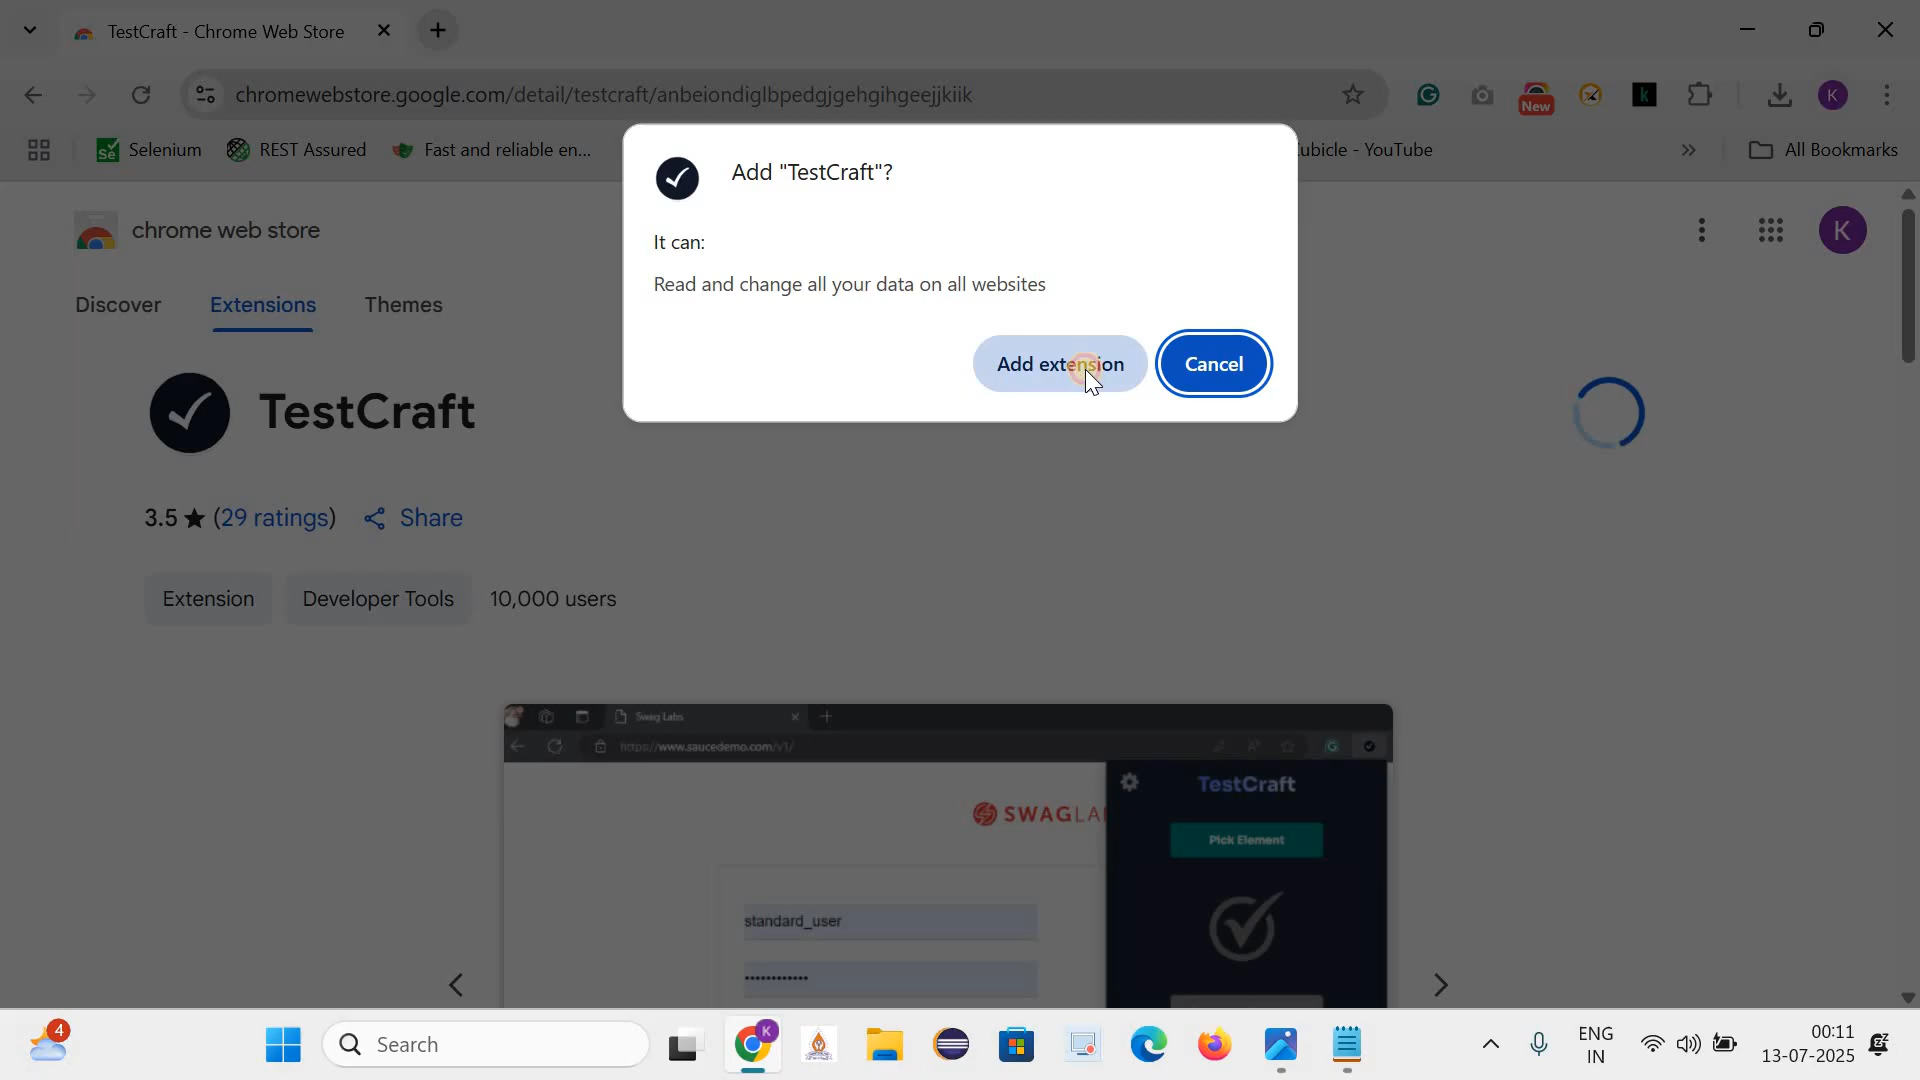 TestCraft - Chrome Web Store
chromewebstore.google.com/detail/testcraft/anbeiondiglbpedgjgehgihgeejjkiik
New
K
Selenium
REST Assured
Fast and reliable en...
ubicle - YouTube
All Bookmarks
Add "TestCraft"?
It can:
Read and change all your data on all websites
Add extension
Cancel
chrome web store
K
Discover
Extensions
Themes
TestCraft
3.5 ★ (29 ratings)
Share
Extension
Developer Tools
10,000 users
Swag Labs
https://www.saucedemo.com/v1/
TestCraft
SWAGLA
Pick Element
standard_user
••••••••••••
4
Search
K
ENG
IN
00:11
13-07-2025